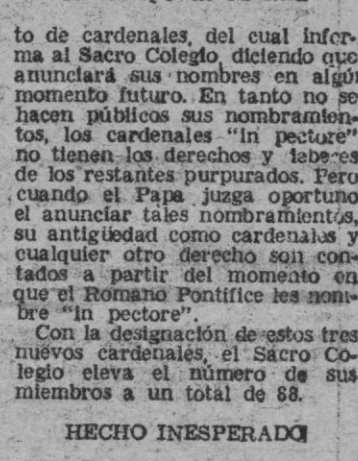 to de cardenales, del cual infor-
ma al Sacro Colegio, diciendo que
anunciará sus nombres en algún
momento futuro. En tanto no se
hacen públicos sus nombramien-
tos, los cardenales "in pectore"
no tienen los derechos y deberes
de los restantes purpurados. Pero
cuando el Papa juzga oportuno
el anunciar tales nombramientos,
su antigüedad como cardenales y
cualquier otro derecho son con-
tados a partir del momento en
que el Romano Pontífice les nom-
bre "in pectore".
Con la designación de estos tres
nuevos cardenales, el Sacro Co-
legio eleva el número de sus
miembros a un total de 88.
HECHO INESPERADO